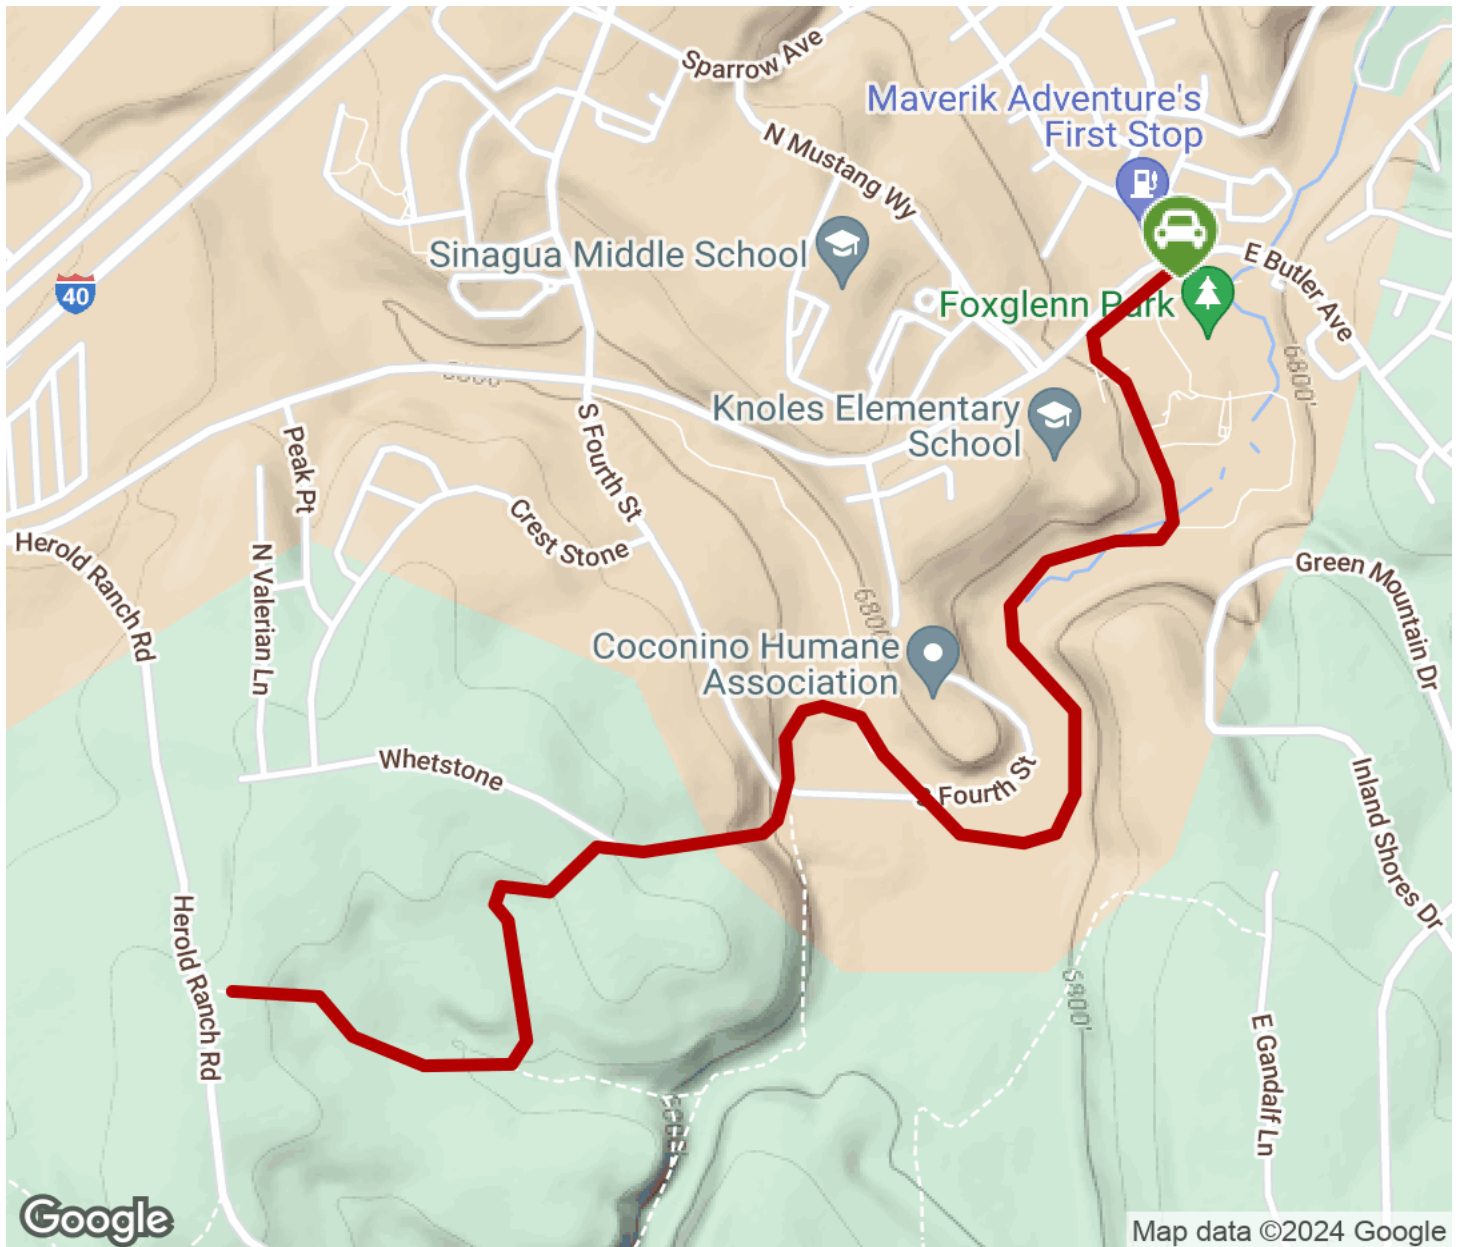 Sparrow Ave
Maverik Adventure's
First Stop
N Mustang Wy
Sinagua Middle School
E Butler Ave
40
Foxglenn Park
6800'
Knoles Elementary
School
S Fourth St
Peak Pt
Crest Stone
Herold Ranch Rd
N Valerian Ln
Green Mountain Dr
Coconino Humane
Association
Whetstone
S Fourth St
Inland Shores Dr
Herold Ranch Rd
6800'
E Gandalf Ln
Google
Map data ©2024 Google